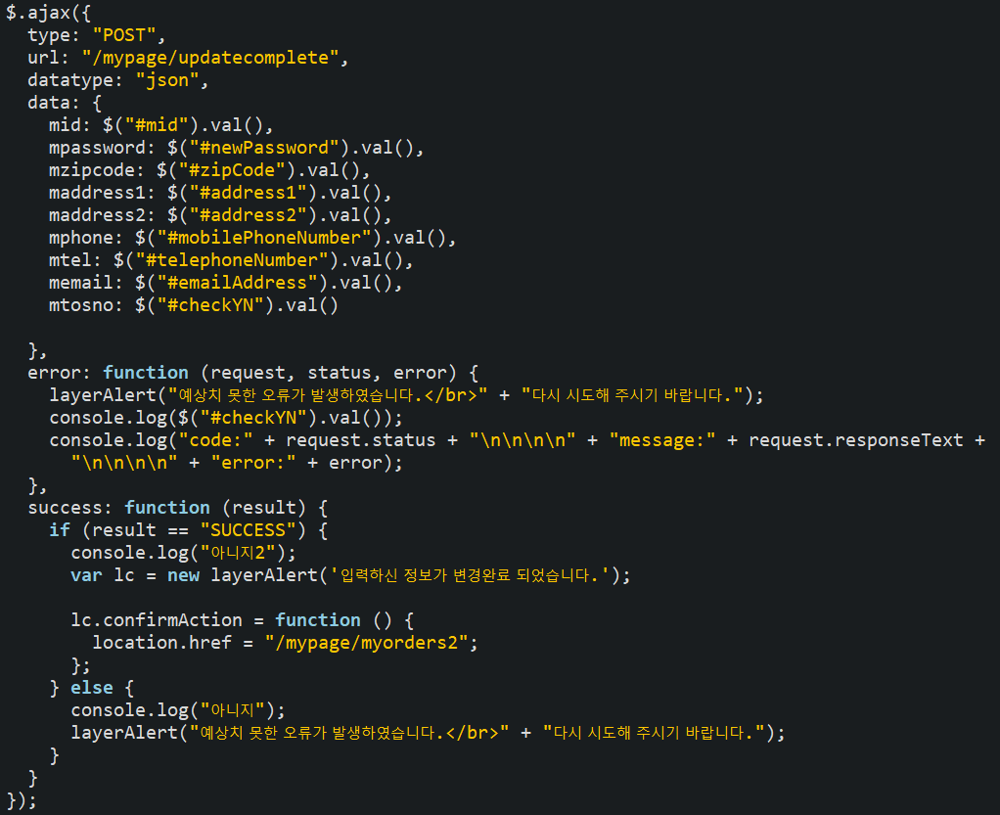 $.ajax({
type: "POST",
url: "/mypage/updatecomplete",
datatype: "json",
data: {
mid: $("#mid").val(),
mpassword: $("#newPassword").val(),
mzipcode: $("#zipCode").val(),
maddress1: $("#address1").val(),
maddress2: $("#address2").val(),
mphone: $("#mobilePhoneNumber").val(),
mtel: $("#telephoneNumber").val(),
memail: $("#emailAddress").val(),
mtosno: $("#checkYN").val()
},
error: function (request, status, error) {
layerAlert("예상치 못한 오류가 발생하였습니다.</br>" + "다시 시도해 주시기 바랍니다.");
console.log($("#checkYN").val());
console.log("code:" + request.status + "\n\n\n\n" + "message:" + request.responseText +
"\n\n\n\n" + "error:" + error);
},
success: function (result) {
if (result == "SUCCESS") {
console.log("아니지2");
var lc = new layerAlert('입력하신 정보가 변경완료 되었습니다.');
lc.confirmAction = function () {
location.href = "/mypage/myorders2";
};
} else {
console.log("아니지");
layerAlert("예상치 못한 오류가 발생하였습니다.</br>" + "다시 시도해 주시기 바랍니다.");
}
}
});